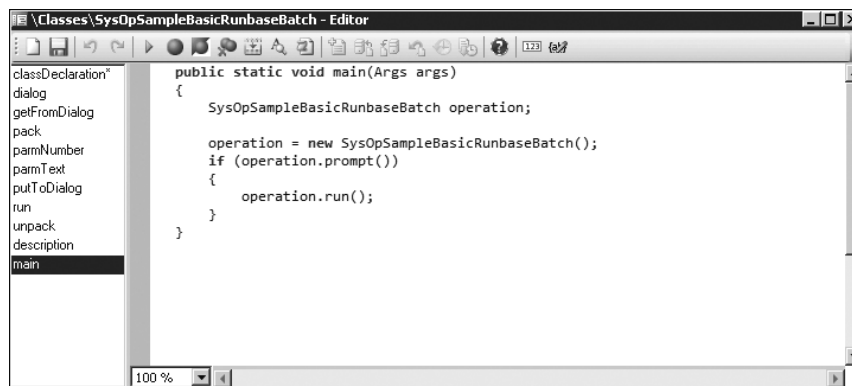 \Classes\SysOpSampleBasicRunbaseBatch - Editor
classDeclaration*
dialog
getFromDialog
pack
parmNumber
parmText
putToDialog
run
unpack
description
main
public static void main(Args args)
{
    SysOpSampleBasicRunbaseBatch operation;
    operation = new SysOpSampleBasicRunbaseBatch();
    if (operation.prompt())
    {
        operation.run();
    }
}
100 %